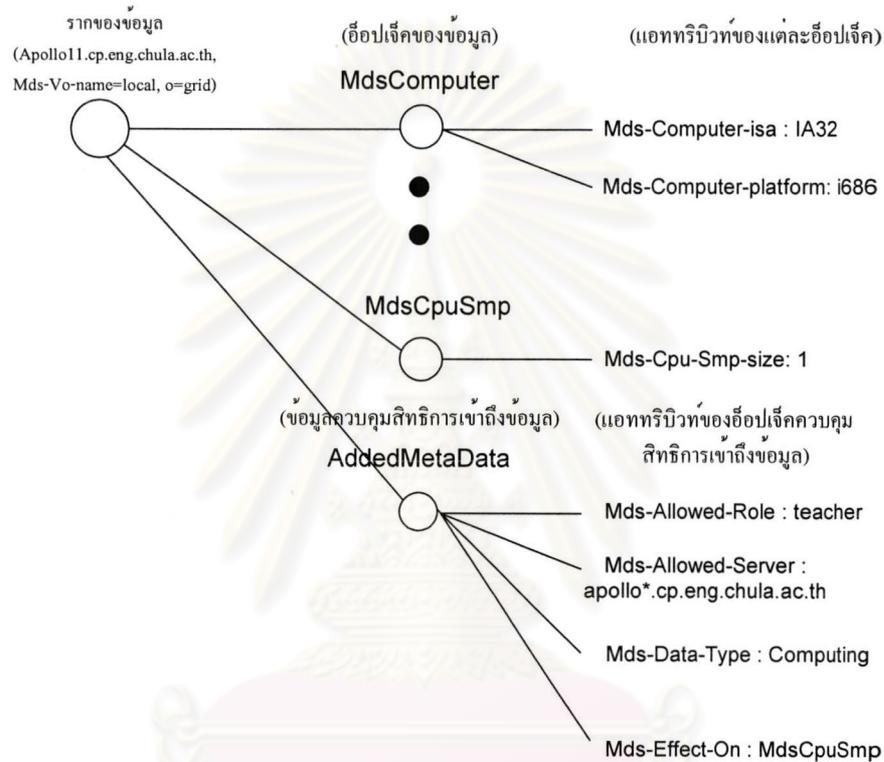 รากของข้อมูล
(Apollo11.cp.eng.chula.ac.th,
Mds-Vo-name=local, o=grid)
(อ็อปเจ็คของข้อมูล)
(แอททริบิวท์ของแต่ละอ็อปเจ็ค)
MdsComputer
Mds-Computer-isa : IA32
Mds-Computer-platform: i686
MdsCpuSmp
Mds-Cpu-Smp-size: 1
(ข้อมูลควบคุมสิทธิการเข้าถึงข้อมูล)
(แอททริบิวท์ของอ็อปเจ็คควบคุม
สิทธิการเข้าถึงข้อมูล)
AddedMetaData
Mds-Allowed-Role : teacher
Mds-Allowed-Server :
apollo*.cp.eng.chula.ac.th
Mds-Data-Type : Computing
Mds-Effect-On : MdsCpuSmp